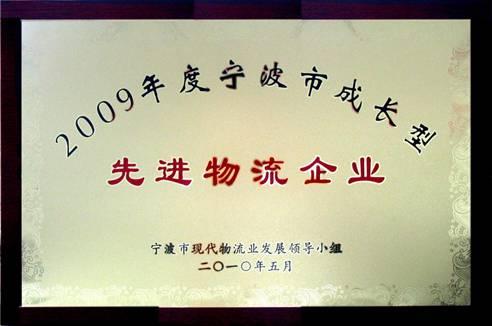 2009年度宁波市成长型
先进物流企业
宁波市现代物流业发展领导小组
二〇一〇年五月